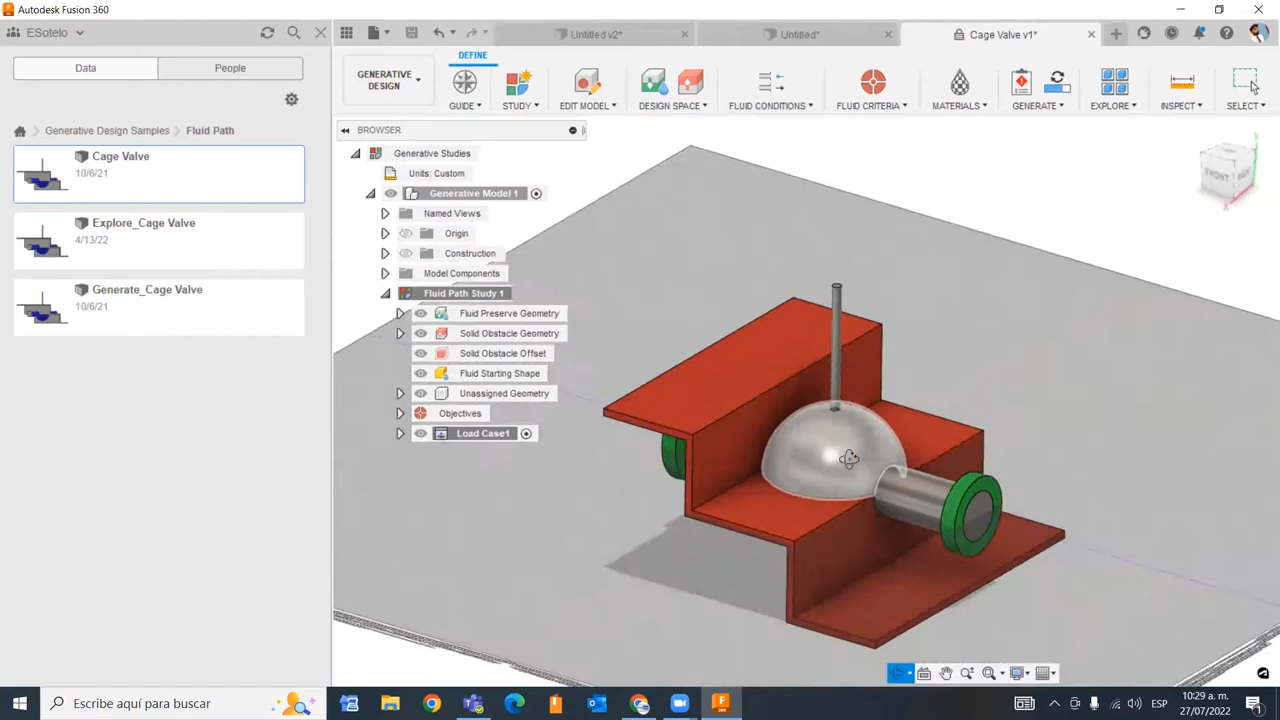 Autodesk Fusion 360
ESotelo
Untitled v2*
Untitled*
Cage Valve v1*
Data
People
DEFINE
GENERATIVE
DESIGN
GUIDE
STUDY
EDIT MODEL
DESIGN SPACE
FLUID CONDITIONS
FLUID CRITERIA
MATERIALS
GENERATE
EXPLORE
INSPECT
SELECT
Generative Design Samples
Fluid Path
Cage Valve
10/6/21
Explore_Cage Valve
4/13/22
Generate_Cage Valve
10/6/21
BROWSER
Generative Studies
Units: Custom
Generative Model 1
Named Views
Origin
Construction
Model Components
Fluid Path Study 1
Fluid Preserve Geometry
Solid Obstacle Geometry
Solid Obstacle Offset
Fluid Starting Shape
Unassigned Geometry
Objectives
Load Case1
FRONT
Escribe aquí para buscar
ESP
10:29 a. m.
27/07/2022